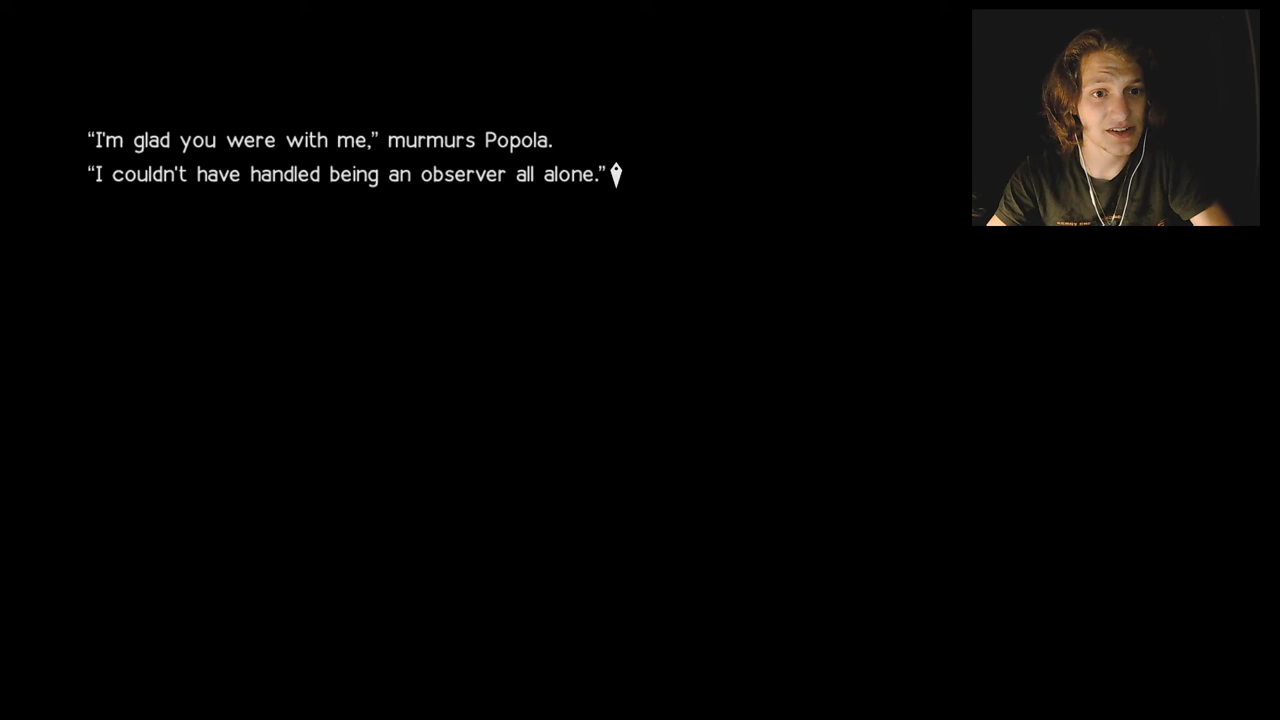 “I'm glad you were with me,” murmurs Popola.
“I couldn't have handled being an observer all alone.”